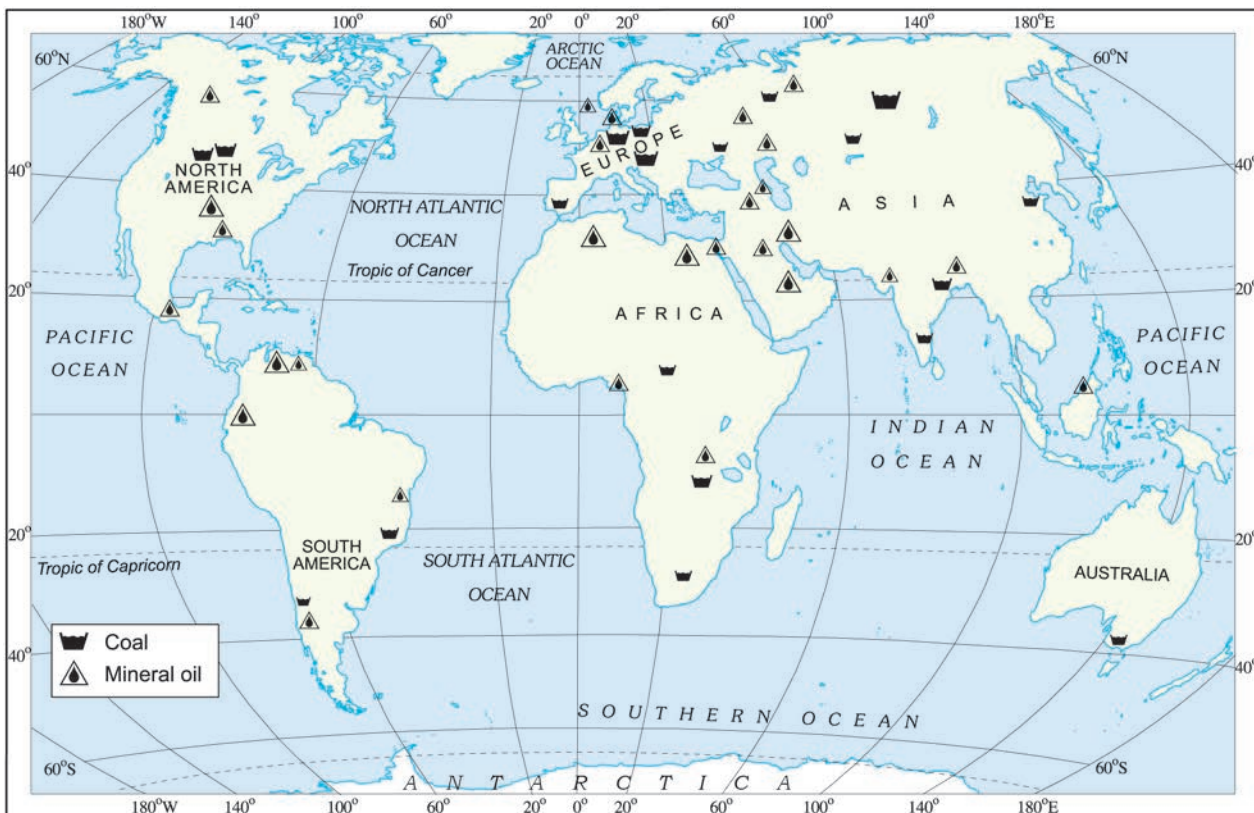 180°W 140° 100° 60° 20° 0° 20° 60° 100° 140° 180°E
60°N
ARCTIC
OCEAN
60°N
EUROPE
40°
NORTH
AMERICA
40°
NORTH ATLANTIC
OCEAN
ASIA
Tropic of Cancer
20°
AFRICA
20°
PACIFIC
OCEAN
PACIFIC
OCEAN
INDIAN
OCEAN
20°
SOUTH
AMERICA
SOUTH ATLANTIC
OCEAN
20°
Tropic of Capricorn
AUSTRALIA
Coal
Mineral oil
40°
40°
SOUTHERN OCEAN
60°S
60°S
ANTARCTICA
180°W 140° 100° 60° 20° 0° 20° 60° 100° 140° 180°E